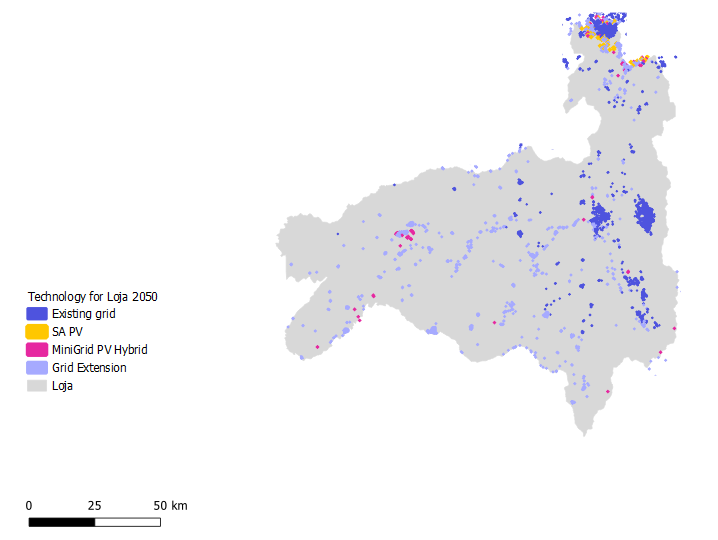 Technology for Loja 2050
Existing grid
SA PV
MiniGrid PV Hybrid
Grid Extension
Loja
0 25 50 km